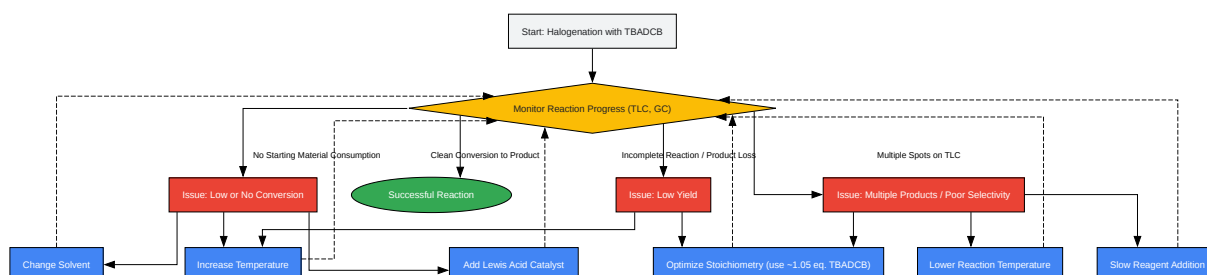 Start: Halogenation with TBADCB
Monitor Reaction Progress (TLC, GC)
No Starting Material Consumption
Clean Conversion to Product
Incomplete Reaction / Product Loss
Multiple Spots on TLC
Issue: Low or No Conversion
Successful Reaction
Issue: Low Yield
Issue: Multiple Products / Poor Selectivity
Change Solvent
Increase Temperature
Add Lewis Acid Catalyst
Optimize Stoichiometry (use ~1.05 eq. TBADCB)
Lower Reaction Temperature
Slow Reagent Addition